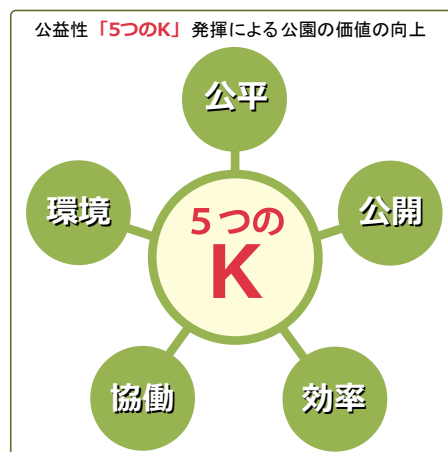 公益性「5つのK」発揮による公園の価値の向上
公平
環境
公開
5つの
K
協働
効率